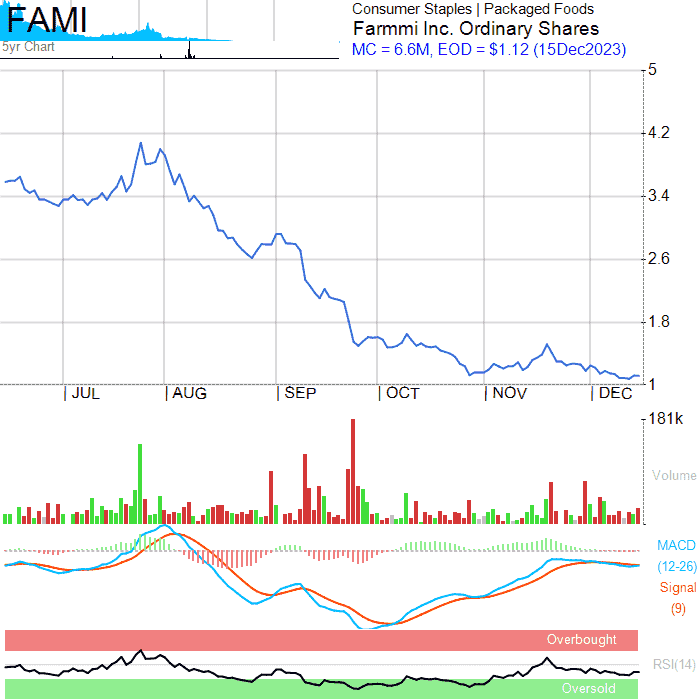 FAMI
Consumer Staples | Packaged Foods
5yr Chart
Farmmi Inc. Ordinary Shares
MC = 6.6M, EOD = $1.12 (15Dec2023)
5
4.2
3.4
2.6
1.8
1
| JUL | AUG | SEP | OCT | NOV | DEC
181k
Volume
MACD
(12-26)
Signal
(9)
Overbought
RSI(14)
Oversold